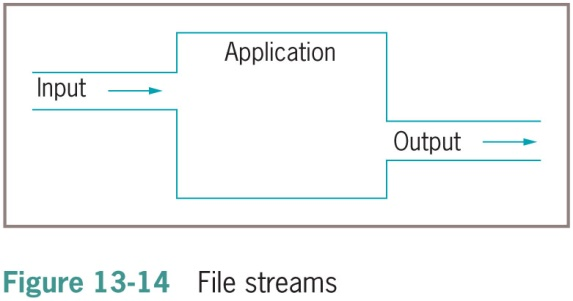 Application
Input
Output
Figure 13-14 File streams